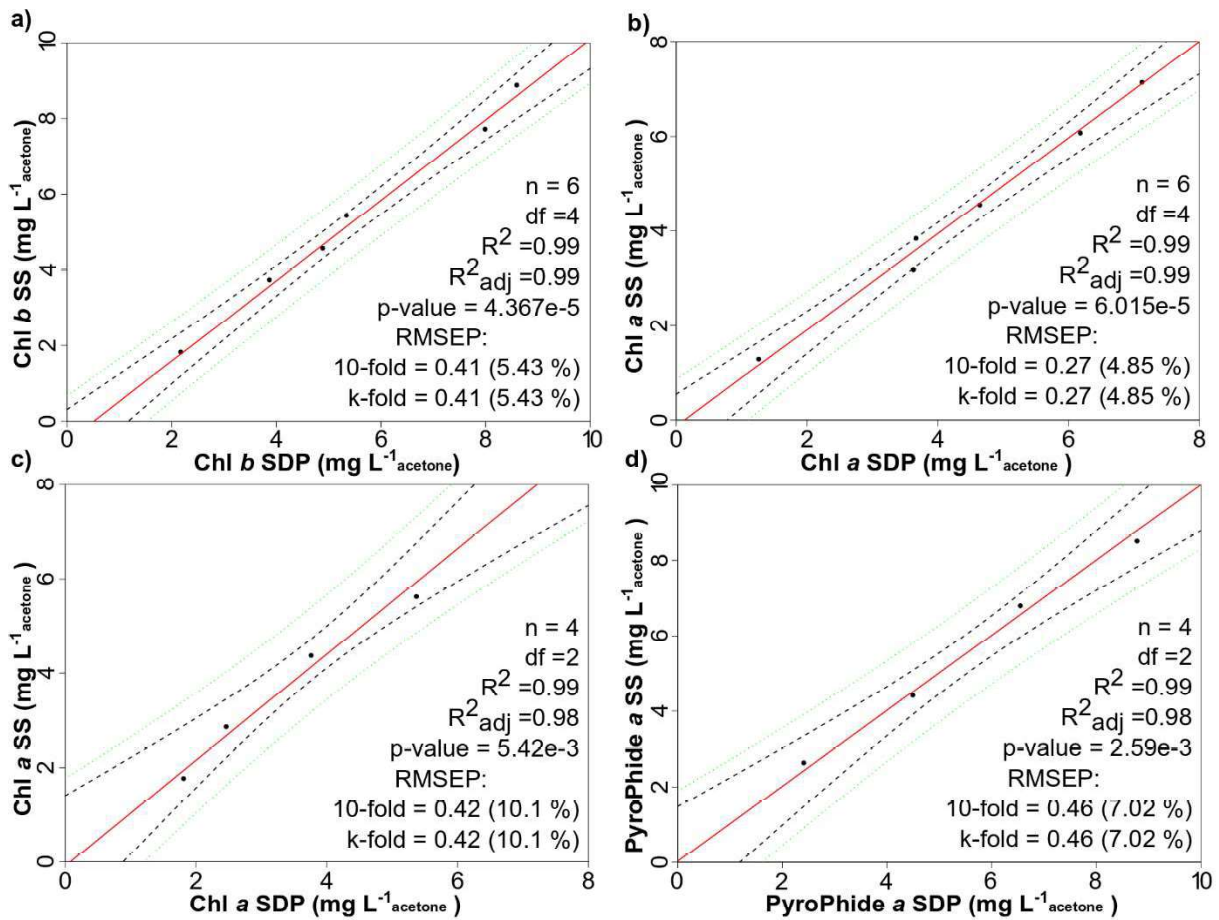 a)
10
8
6
4
2
0
Chl b SS (mg L-1acetone)
n = 6
df =4
R2 =0.99
R2adj =0.99
p-value = 4.367e-5
RMSEP:
10-fold = 0.41 (5.43 %)
k-fold = 0.41 (5.43 %)
0 2 4 6 8 10
Chl b SDP (mg L-1acetone)
b)
8
6
4
2
0
Chl a SS (mg L-1acetone)
n = 6
df =4
R2 =0.99
R2adj =0.99
p-value = 6.015e-5
RMSEP:
10-fold = 0.27 (4.85 %)
k-fold = 0.27 (4.85 %)
0 2 4 6 8
Chl a SDP (mg L-1acetone)
c)
8
6
4
2
0
Chl a SS (mg L-1acetone)
n = 4
df =2
R2 =0.99
R2adj =0.98
p-value = 5.42e-3
RMSEP:
10-fold = 0.42 (10.1 %)
k-fold = 0.42 (10.1 %)
0 2 4 6 8
Chl a SDP (mg L-1acetone)
d)
10
8
6
4
2
0
PyroPhide a SS (mg L-1acetone)
n = 4
df =2
R2 =0.99
R2adj =0.98
p-value = 2.59e-3
RMSEP:
10-fold = 0.46 (7.02 %)
k-fold = 0.46 (7.02 %)
0 2 4 6 8 10
PyroPhide a SDP (mg L-1acetone)